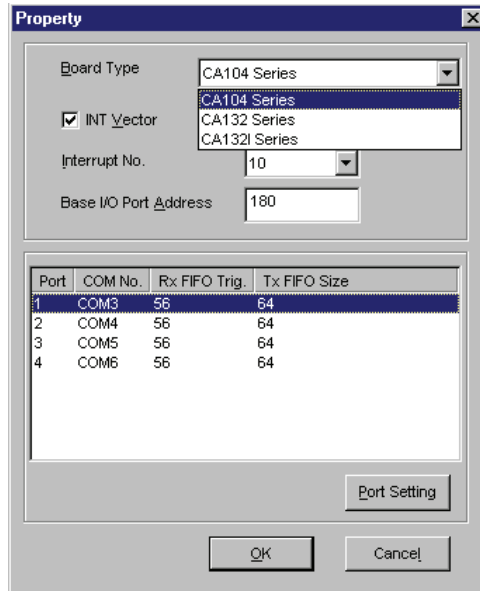 Property
Board Type CA104 Series
CA104 Series
INT Vector CA132 Series
CA132I Series
Interrupt No. 10
Base I/O Port Address 180
Port COM No. Rx FIFO Trig. Tx FIFO Size
1 COM3 56 64
2 COM4 56 64
3 COM5 56 64
4 COM6 56 64
Port Setting
OK Cancel